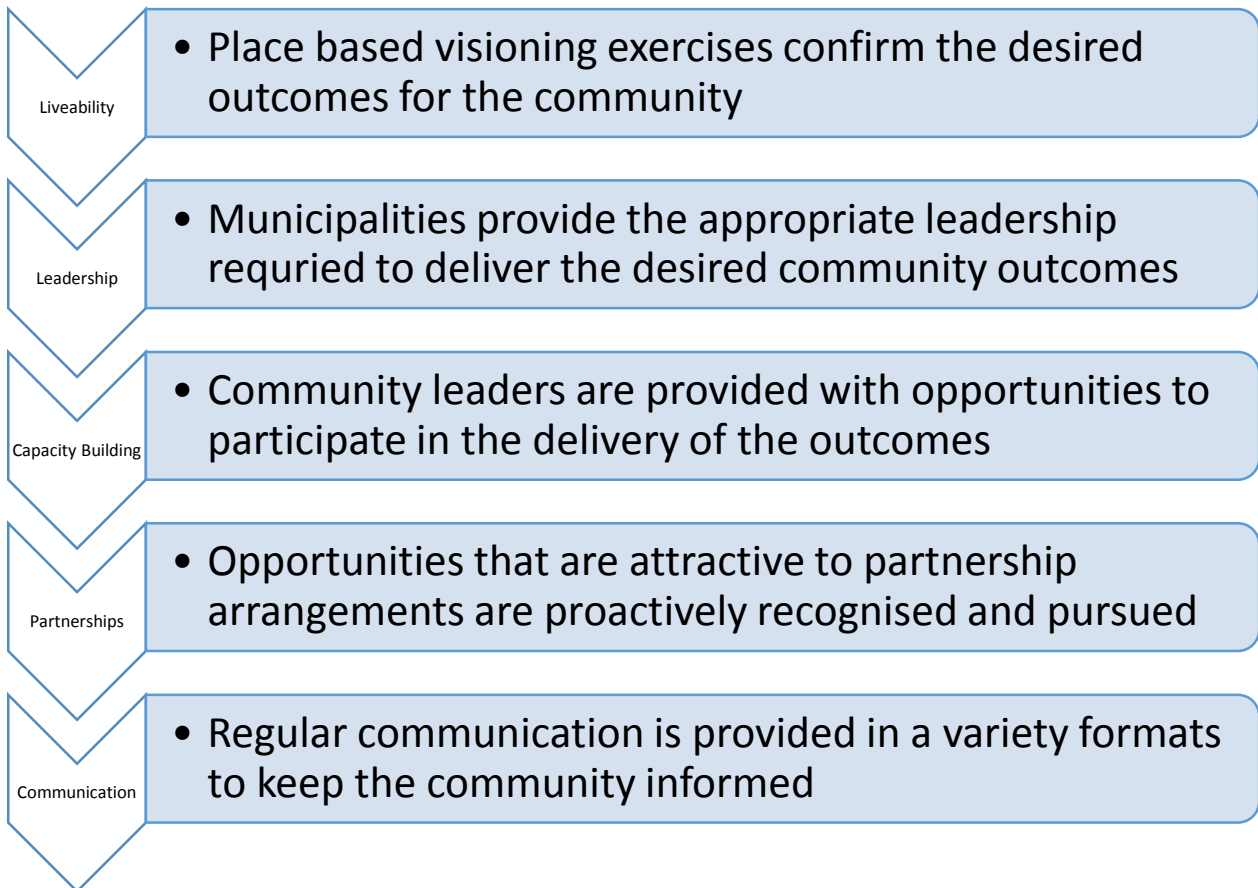 Liveability
• Place based visioning exercises confirm the desired
outcomes for the community
Leadership
• Municipalities provide the appropriate leadership
requried to deliver the desired community outcomes
Capacity Building
• Community leaders are provided with opportunities to
participate in the delivery of the outcomes
Partnerships
• Opportunities that are attractive to partnership
arrangements are proactively recognised and pursued
Communication
• Regular communication is provided in a variety formats
to keep the community informed